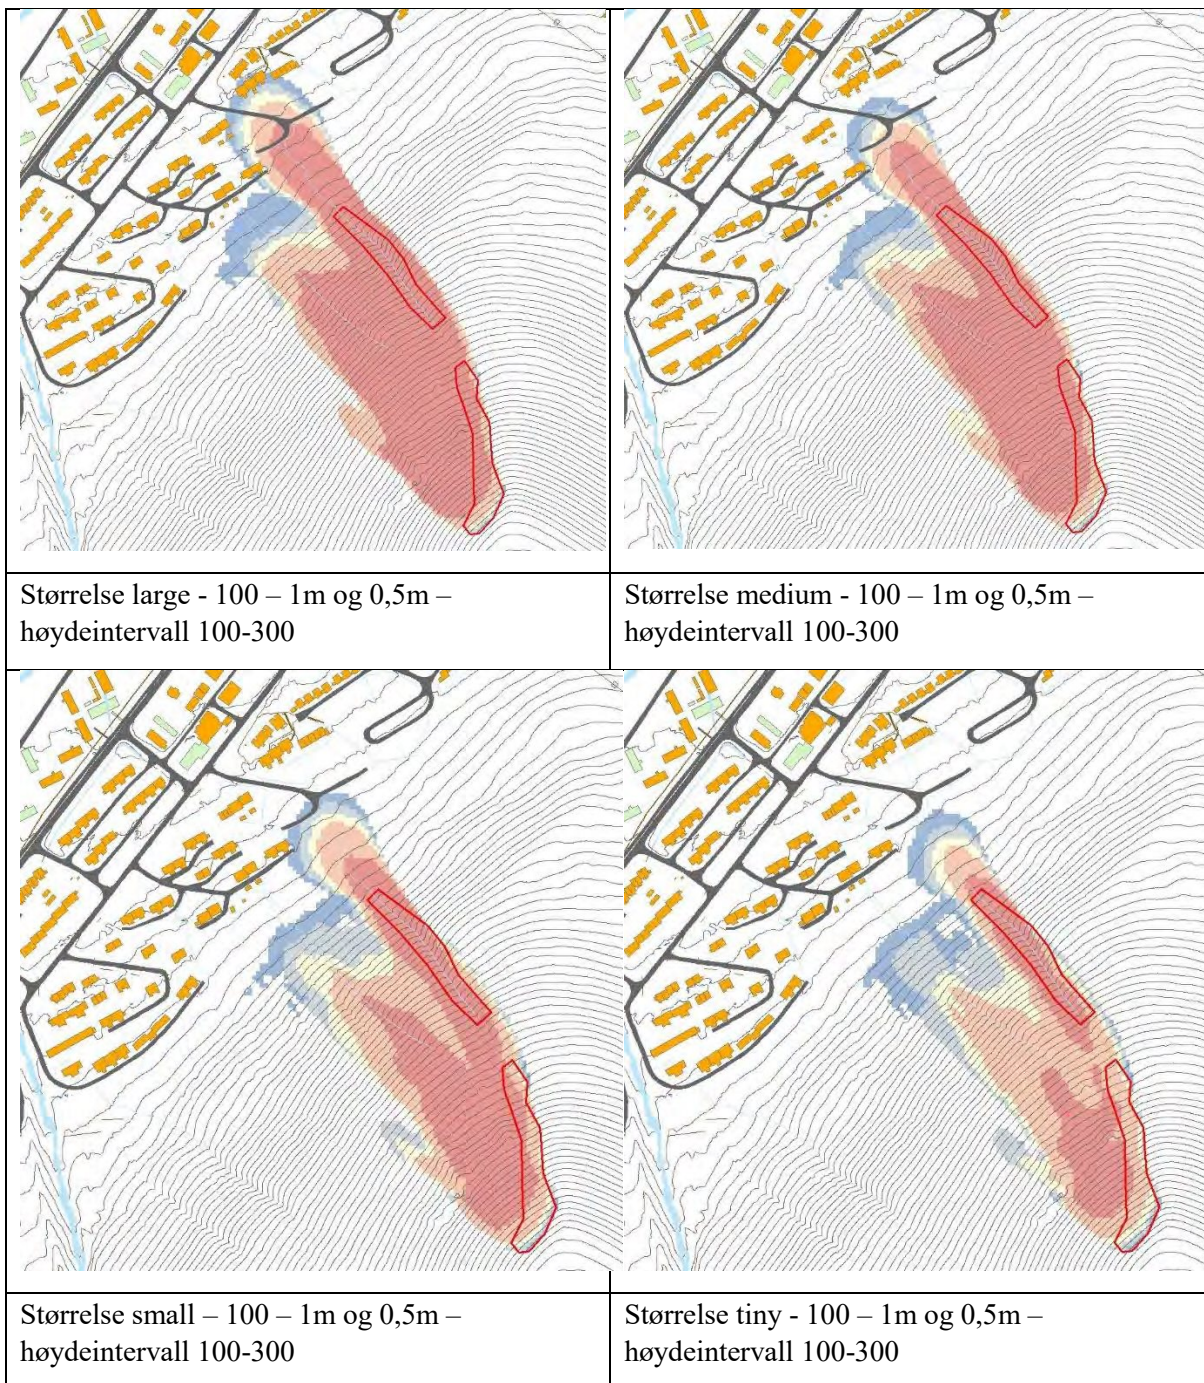 Størrelse large - 100 – 1m og 0,5m –
høydeintervall 100-300
Størrelse medium - 100 – 1m og 0,5m –
høydeintervall 100-300
Størrelse small – 100 – 1m og 0,5m –
høydeintervall 100-300
Størrelse tiny - 100 – 1m og 0,5m –
høydeintervall 100-300